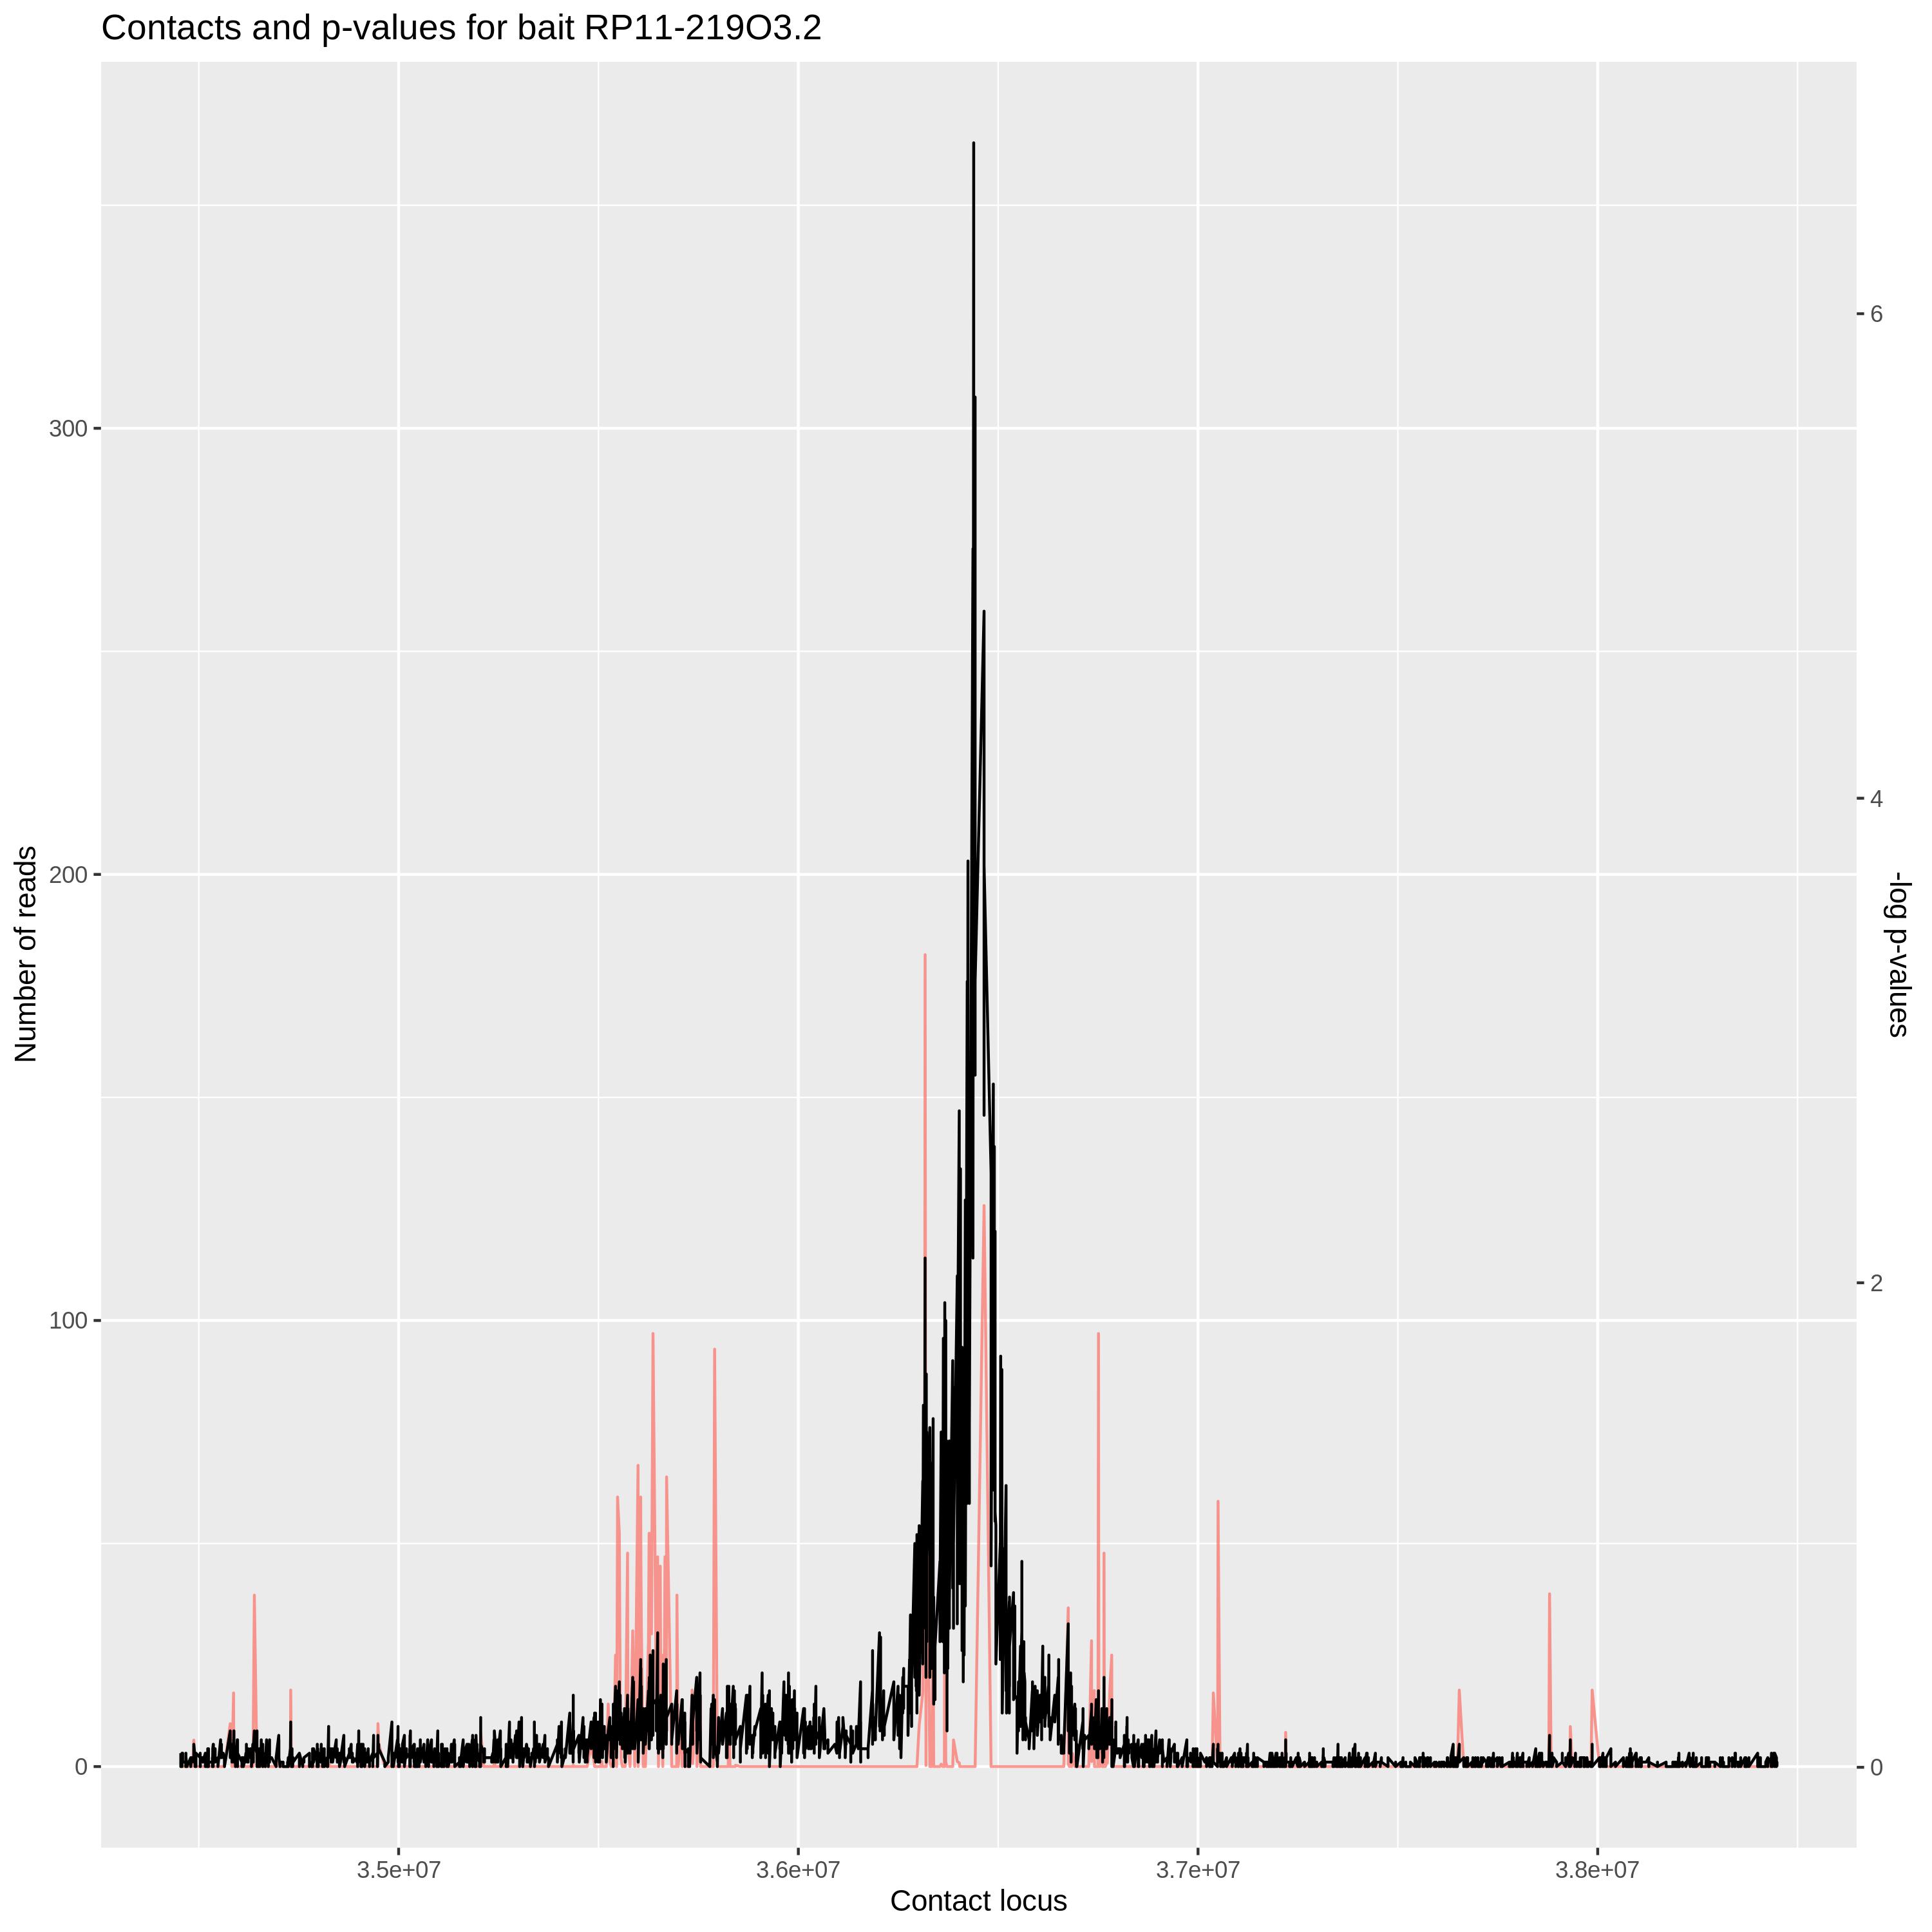 Contacts and p-values for bait RP11-219O3.2
Number of reads
300
200
100
0
6
4
2
0
-log p-values
3.5e+07
3.6e+07
3.7e+07
3.8e+07
Contact locus